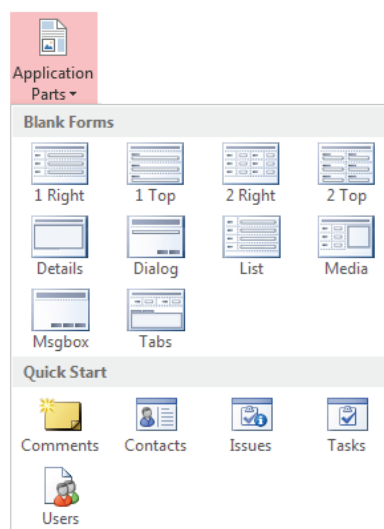 Application
Parts
Blank Forms
1 Right
1 Top
2 Right
2 Top
Details
Dialog
List
Media
Msgbox
Tabs
Quick Start
Comments
Contacts
Issues
Tasks
Users